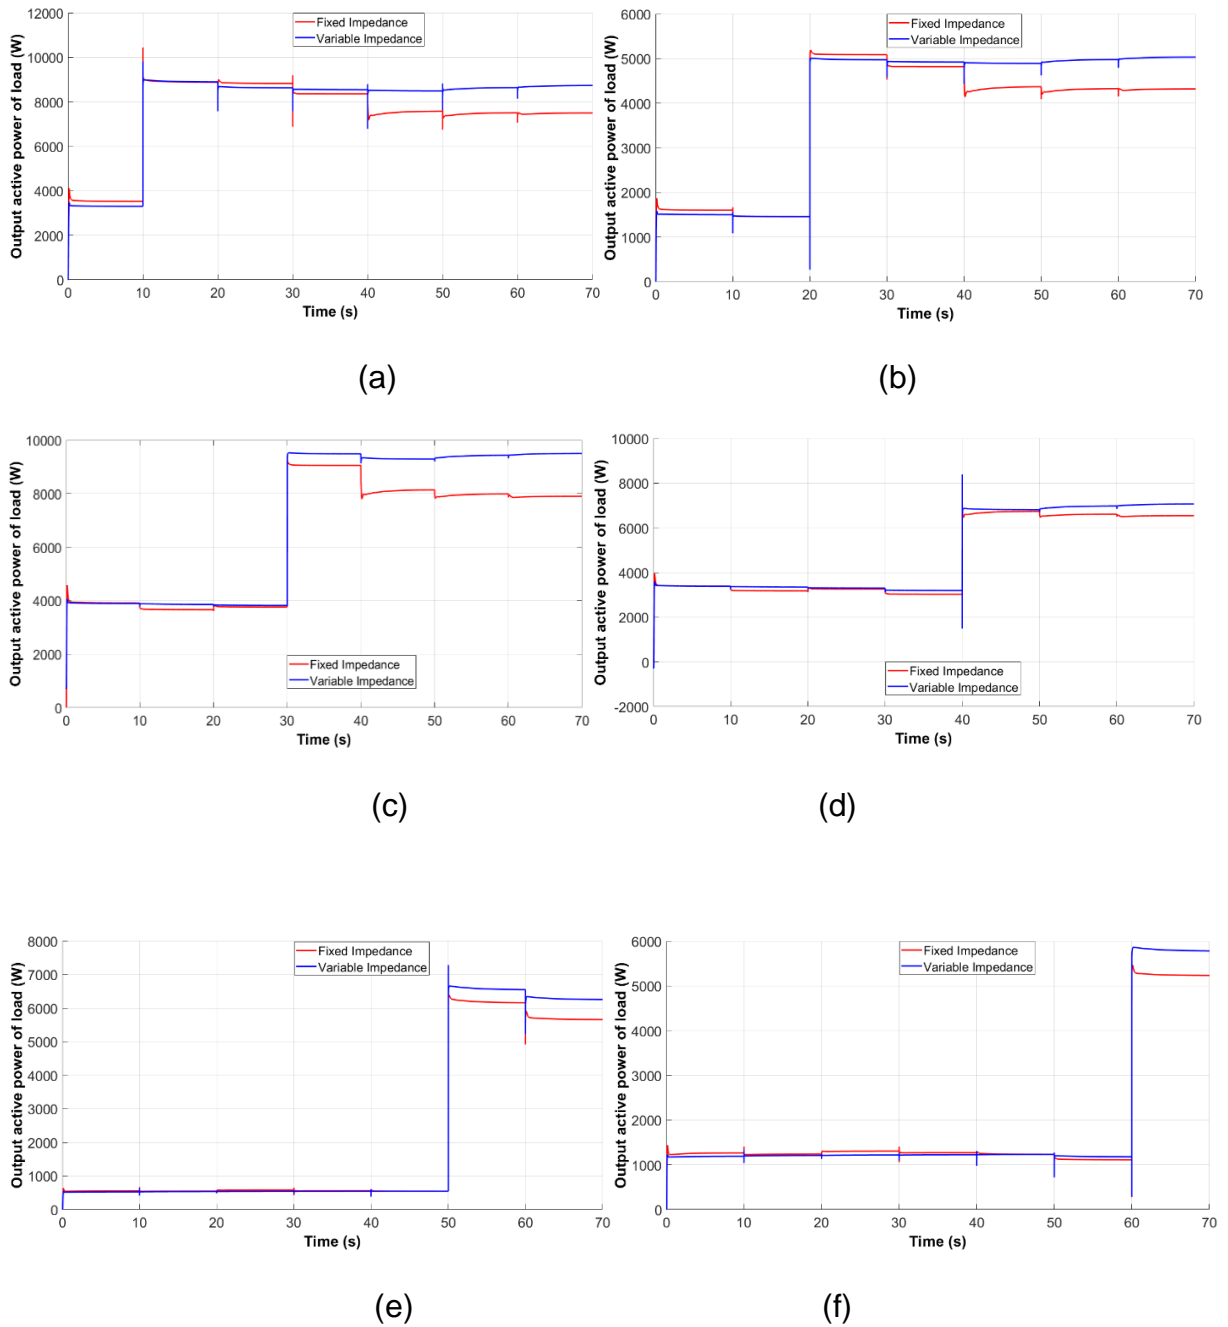 12000
10000
8000
6000
4000
2000
0
Output active power of load (W)
Fixed Impedance
Variable Impedance
0 10 20 30 40 50 60 70
Time (s)
(a)
6000
5000
4000
3000
2000
1000
0
Output active power of load (W)
Fixed Impedance
Variable Impedance
0 10 20 30 40 50 60 70
Time (s)
(b)
10000
8000
6000
4000
2000
0
Output active power of load (W)
Fixed Impedance
Variable Impedance
0 10 20 30 40 50 60 70
Time (s)
(c)
10000
8000
6000
4000
2000
0
-2000
Output active power of load (W)
Fixed Impedance
Variable Impedance
0 10 20 30 40 50 60 70
Time (s)
(d)
8000
7000
6000
5000
4000
3000
2000
1000
0
Output active power of load (W)
Fixed Impedance
Variable Impedance
0 10 20 30 40 50 60 70
Time (s)
(e)
6000
5000
4000
3000
2000
1000
0
Output active power of load (W)
Fixed Impedance
Variable Impedance
0 10 20 30 40 50 60 70
Time (s)
(f)